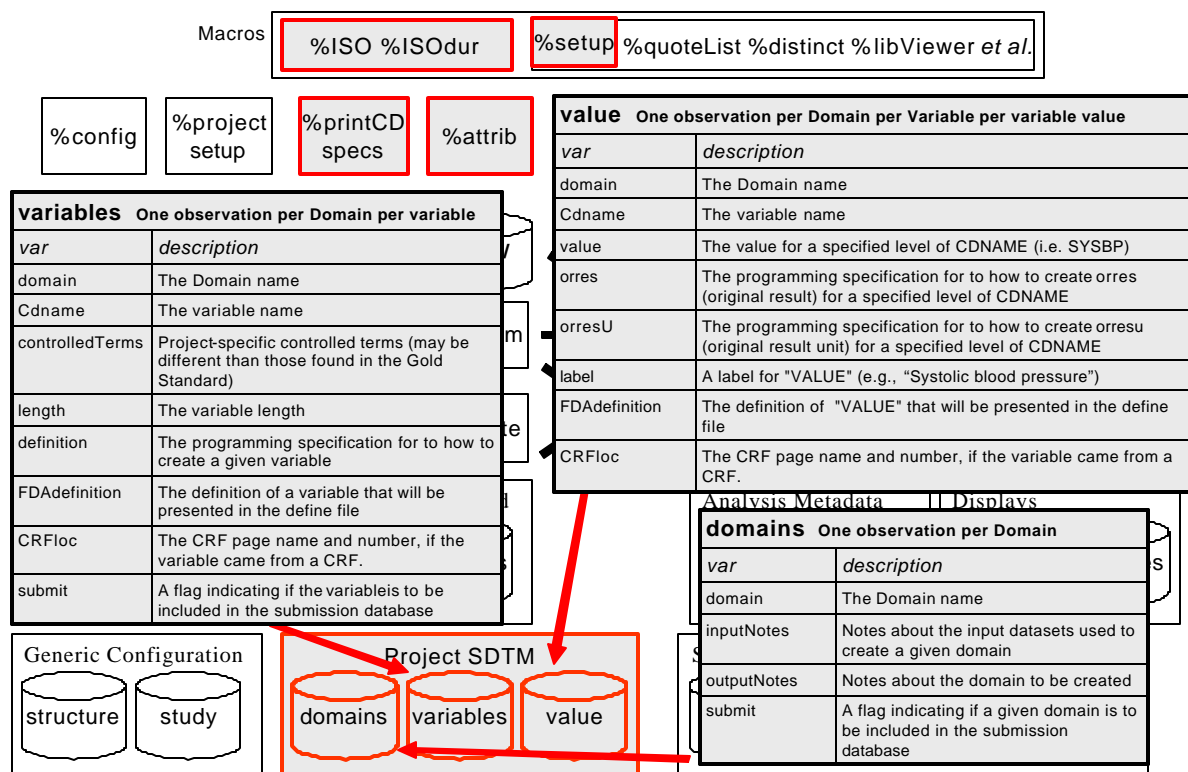 Macros
%ISO %ISOdur
%setup
%quoteList %distinct %libViewer et al.
%config
%project
setup
%printCD
specs
%attrib
value One observation per Domain per Variable per variable value
var description
domain The Domain name
Cdname The variable name
value The value for a specified level of CDNAME (i.e. SYSBP)
orres The programming specification for to how to create orres
(original result) for a specified level of CDNAME
orresU The programming specification for to how to create orresu
(original result unit) for a specified level of CDNAME
label A label for "VALUE" (e.g., “Systolic blood pressure”)
FDAdefinition The definition of "VALUE" that will be presented in the define
file
CRFloc The CRF page name and number, if the variable came from a
CRF.
variables One observation per Domain per variable
var description
domain The Domain name
Cdname The variable name
controlledTerms Project-specific controlled terms (may be
different than those found in the Gold
Standard)
length The variable length
definition The programming specification for to how to
create a given variable
FDAdefinition The definition of a variable that will be
presented in the define file
CRFloc The CRF page name and number, if the
variable came from a CRF.
submit A flag indicating if the variableis to be
included in the submission database
Analysis Metadata
Displays
domains One observation per Domain
var description
domain The Domain name
inputNotes Notes about the input datasets used to
create a given domain
outputNotes Notes about the domain to be created
submit A flag indicating if a given domain is to
be included in the submission
database
Generic Configuration
structure
study
Project SDTM
domains
variables
value